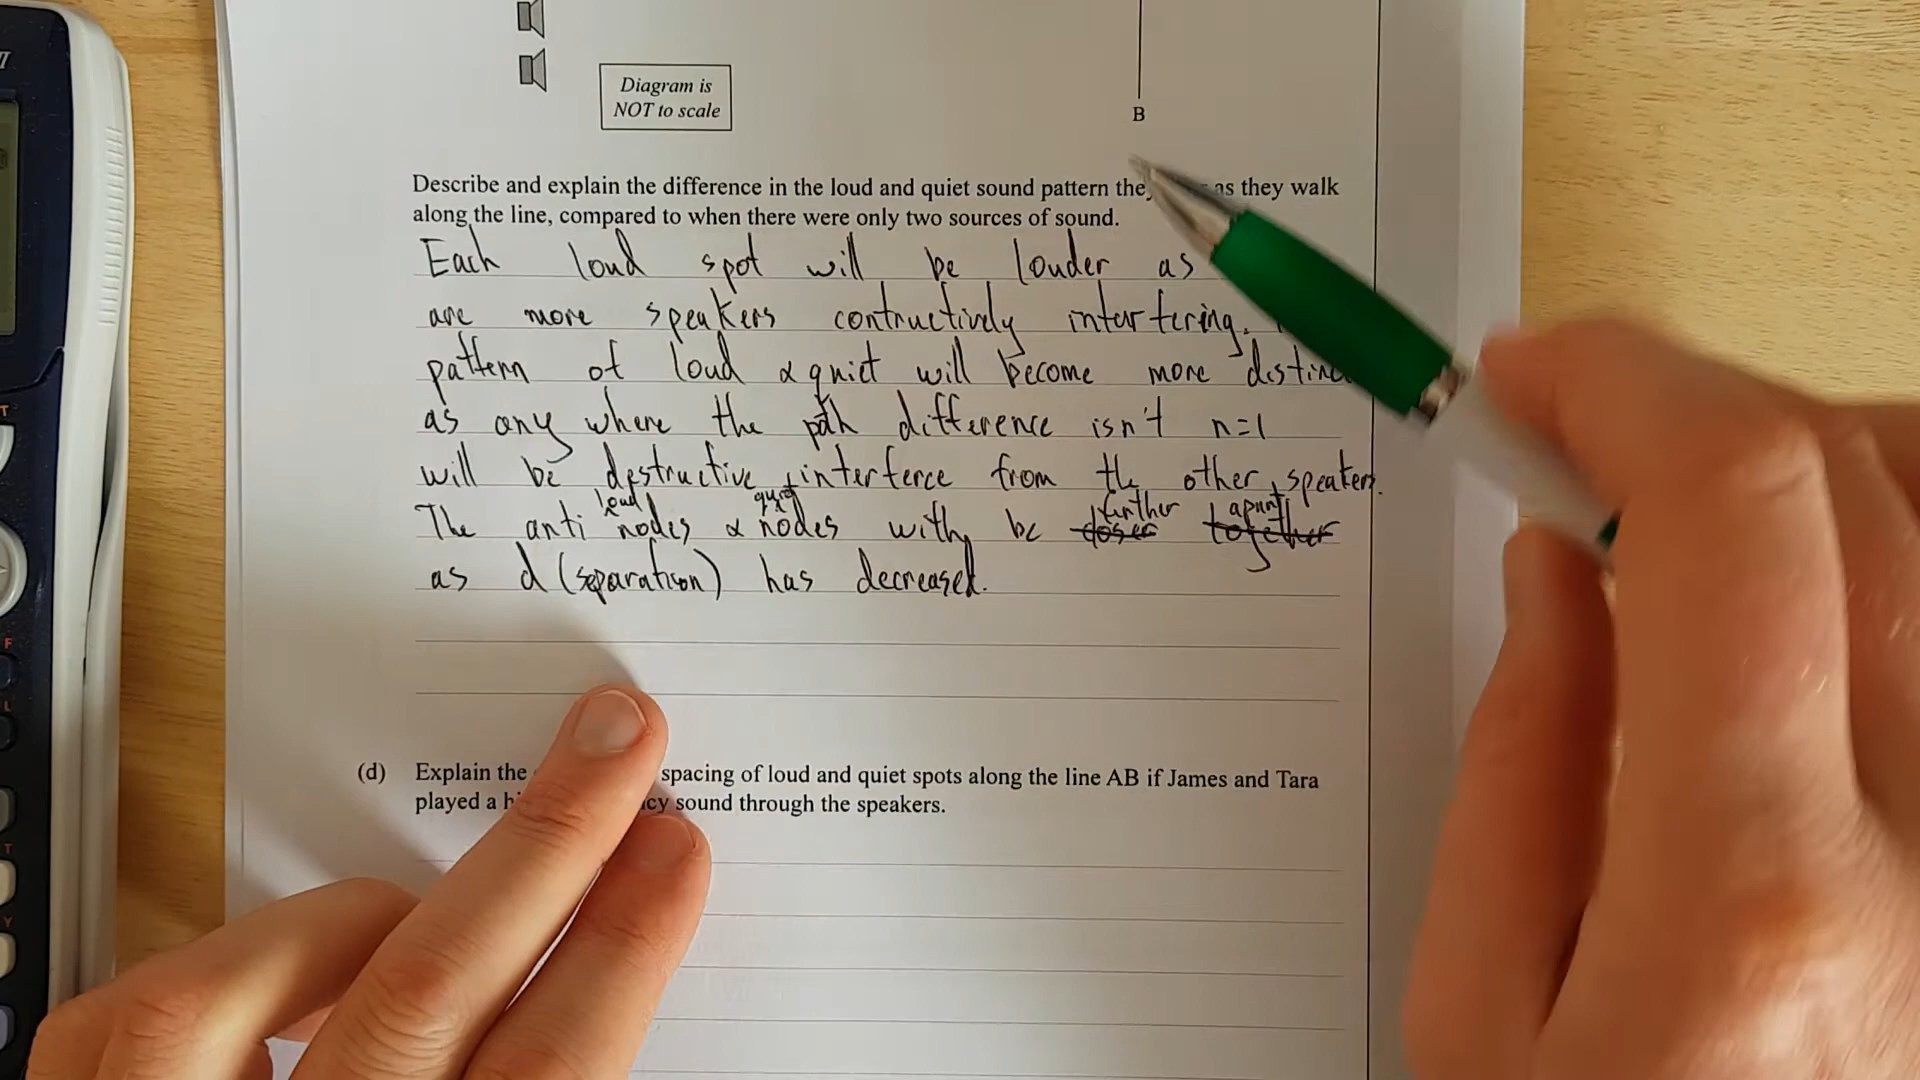 Diagram is
NOT to scale
B
Describe and explain the difference in the loud and quiet sound pattern they as they walk
along the line, compared to when there were only two sources of sound.
Each loud spot will be louder as
are more speakers contructively interfering.
pattern of loud & quiet will become more distinc
as any where the path difference isn't n=1
will be destructive interference from the other speakers.
loud quiet further apart
The anti nodes & nodes with be closer together
as d (separation) has decreased.
(d) Explain the spacing of loud and quiet spots along the line AB if James and Tara
played a hi cy sound through the speakers.